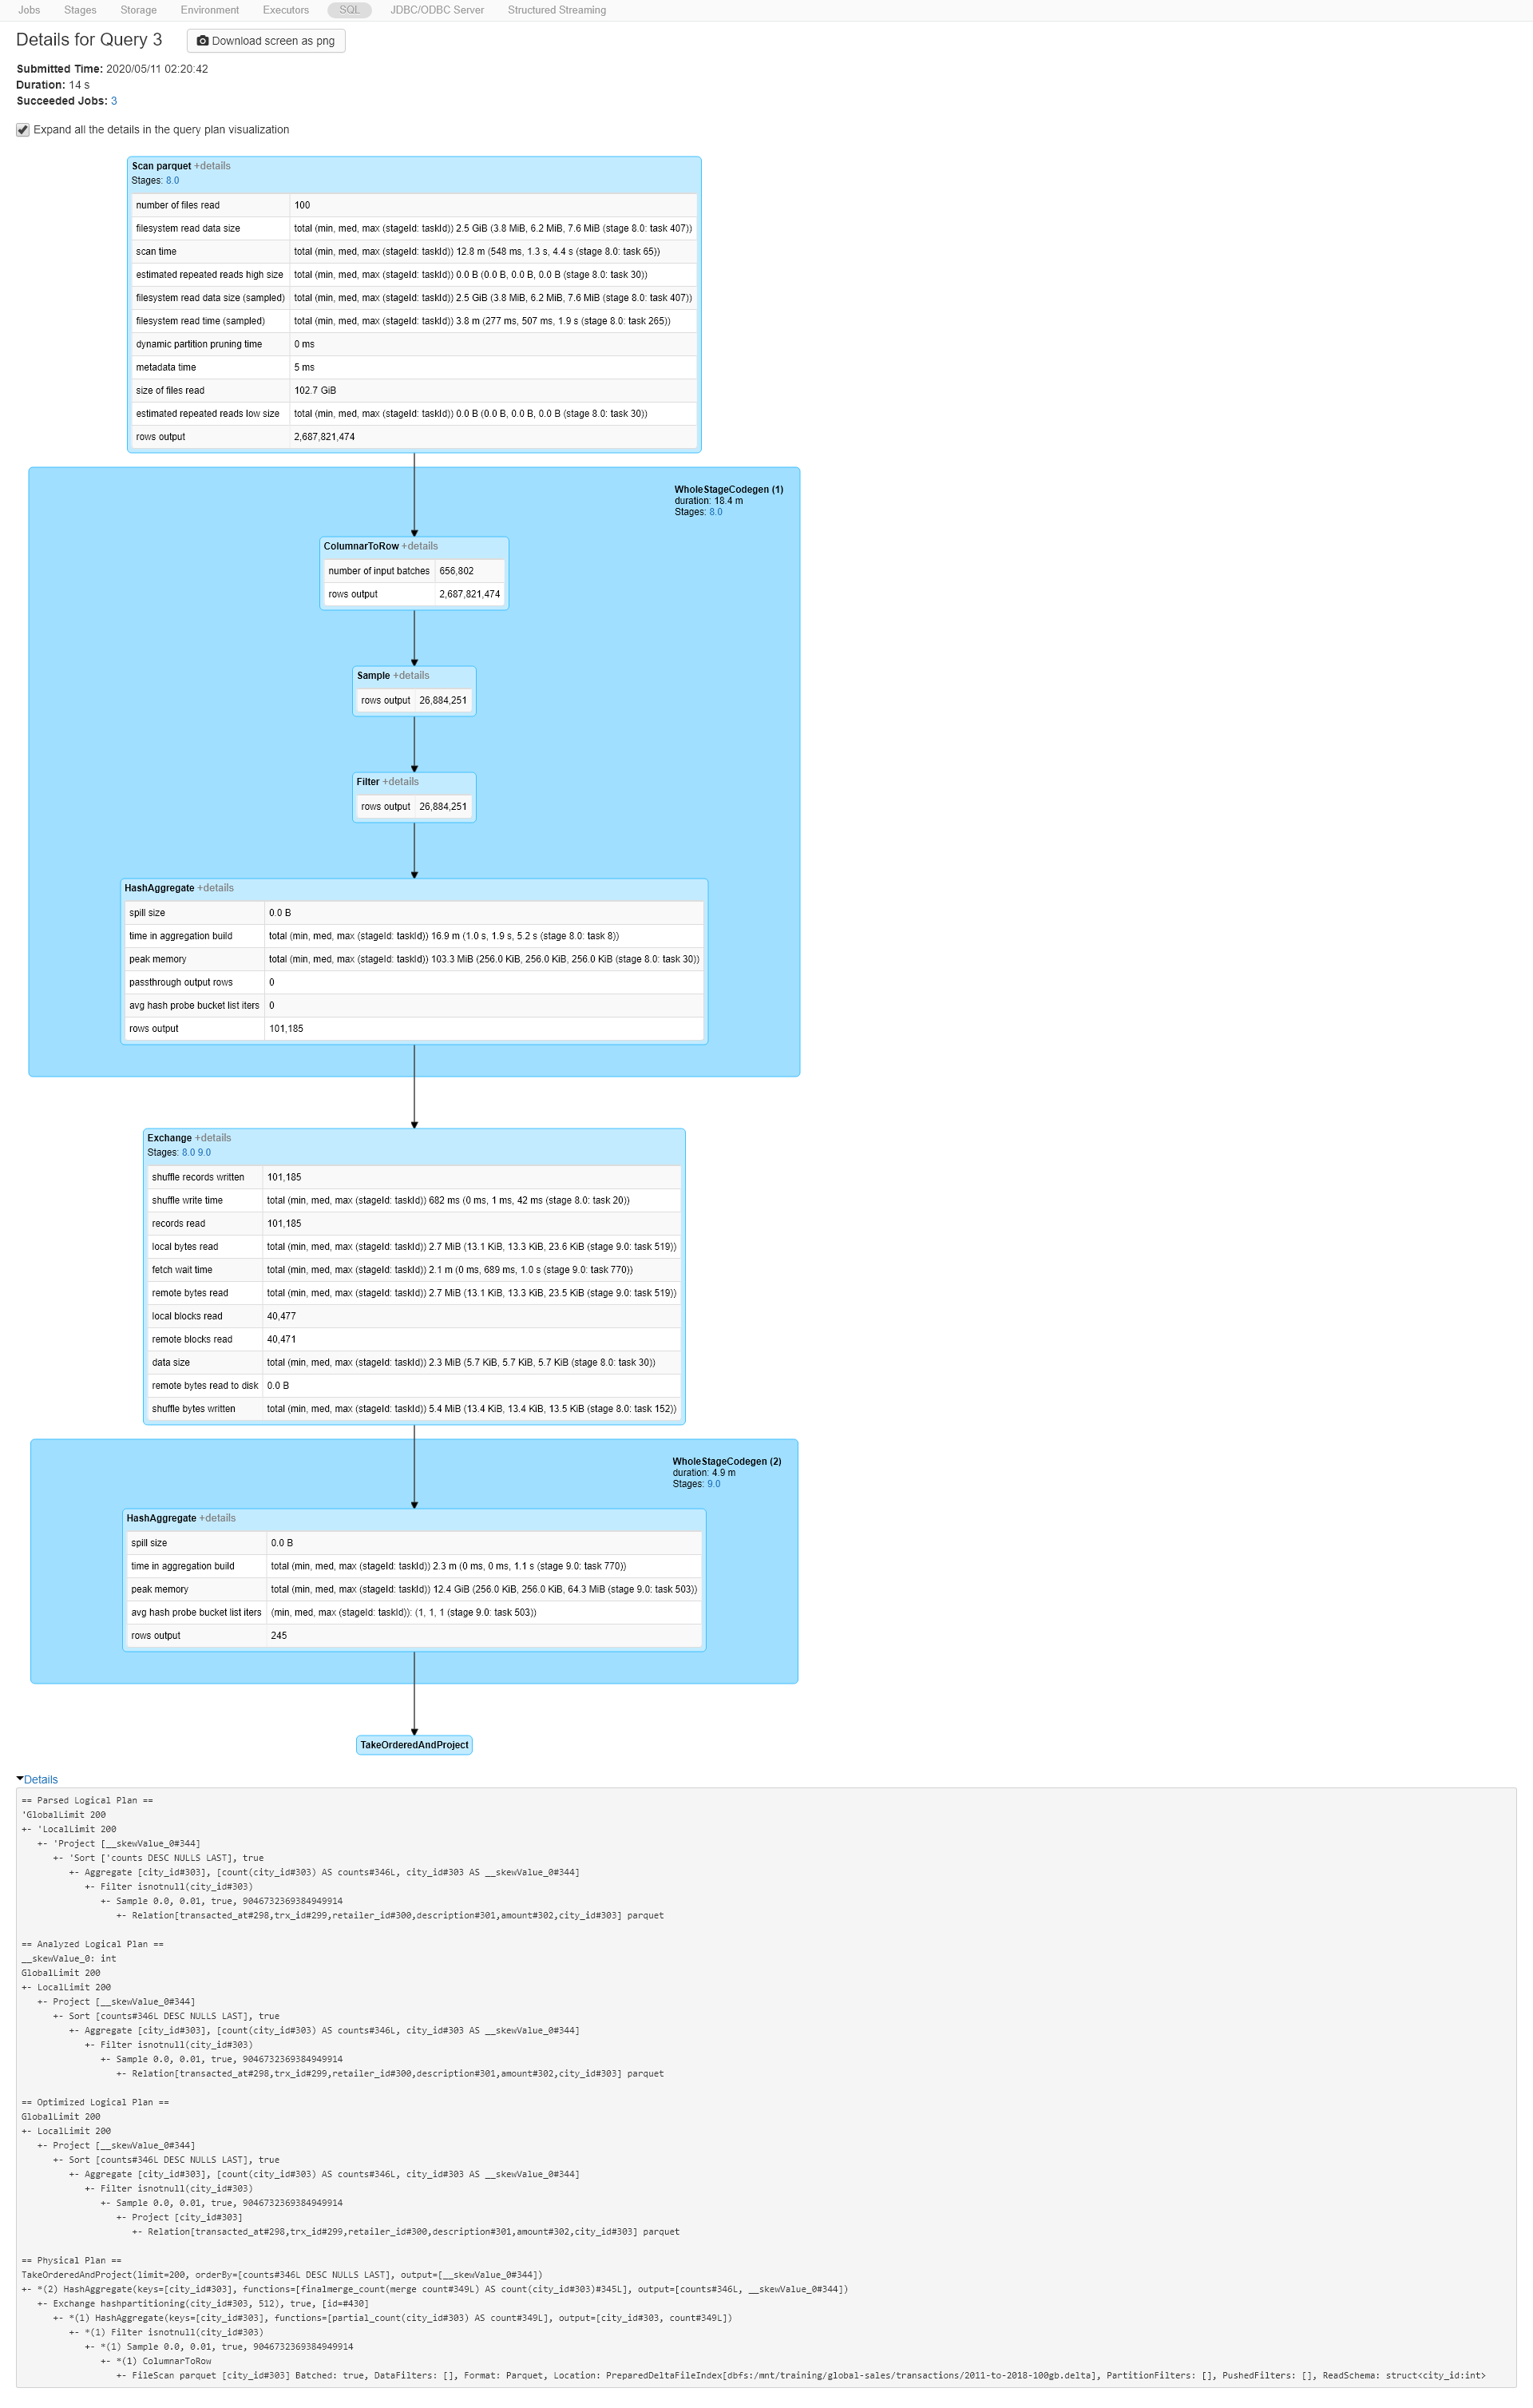 Jobs Stages Storage Environment Executors SQL JDBC/ODBC Server Structured Streaming
Details for Query 3 Download screen as png
Submitted Time: 2020/05/11 02:20:42
Duration: 14 s
Succeeded Jobs: 3
Expand all the details in the query plan visualization
Scan parquet +details
Stages: 8.0
number of files read 100
filesystem read data size total (min, med, max (stageId: taskId)) 2.5 GiB (3.8 MiB, 6.2 MiB, 7.6 MiB (stage 8.0: task 407))
scan time total (min, med, max (stageId: taskId)) 12.8 m (548 ms, 1.3 s, 4.4 s (stage 8.0: task 65))
estimated repeated reads high size total (min, med, max (stageId: taskId)) 0.0 B (0.0 B, 0.0 B, 0.0 B (stage 8.0: task 30))
filesystem read data size (sampled) total (min, med, max (stageId: taskId)) 2.5 GiB (3.8 MiB, 6.2 MiB, 7.6 MiB (stage 8.0: task 407))
filesystem read time (sampled) total (min, med, max (stageId: taskId)) 3.8 m (277 ms, 507 ms, 1.9 s (stage 8.0: task 265))
dynamic partition pruning time 0 ms
metadata time 5 ms
size of files read 102.7 GiB
estimated repeated reads low size total (min, med, max (stageId: taskId)) 0.0 B (0.0 B, 0.0 B, 0.0 B (stage 8.0: task 30))
rows output 2,687,821,474
WholeStageCodegen (1)
duration: 18.4 m
Stages: 8.0
ColumnarToRow +details
number of input batches 656,802
rows output 2,687,821,474
Sample +details
rows output 26,884,251
Filter +details
rows output 26,884,251
HashAggregate +details
spill size 0.0 B
time in aggregation build total (min, med, max (stageId: taskId)) 16.9 m (1.0 s, 1.9 s, 5.2 s (stage 8.0: task 8))
peak memory total (min, med, max (stageId: taskId)) 103.3 MiB (256.0 KiB, 256.0 KiB, 256.0 KiB (stage 8.0: task 30))
passthrough output rows 0
avg hash probe bucket list iters 0
rows output 101,185
Exchange +details
Stages: 8.0 9.0
shuffle records written 101,185
shuffle write time total (min, med, max (stageId: taskId)) 682 ms (0 ms, 1 ms, 42 ms (stage 8.0: task 20))
records read 101,185
local bytes read total (min, med, max (stageId: taskId)) 2.7 MiB (13.1 KiB, 13.3 KiB, 23.6 KiB (stage 9.0: task 519))
fetch wait time total (min, med, max (stageId: taskId)) 2.1 m (0 ms, 689 ms, 1.0 s (stage 9.0: task 770))
remote bytes read total (min, med, max (stageId: taskId)) 2.7 MiB (13.1 KiB, 13.3 KiB, 23.5 KiB (stage 9.0: task 519))
local blocks read 40,477
remote blocks read 40,471
data size total (min, med, max (stageId: taskId)) 2.3 MiB (5.7 KiB, 5.7 KiB, 5.7 KiB (stage 8.0: task 30))
remote bytes read to disk 0.0 B
shuffle bytes written total (min, med, max (stageId: taskId)) 5.4 MiB (13.4 KiB, 13.4 KiB, 13.5 KiB (stage 8.0: task 152))
WholeStageCodegen (2)
duration: 4.9 m
Stages: 9.0
HashAggregate +details
spill size 0.0 B
time in aggregation build total (min, med, max (stageId: taskId)) 2.3 m (0 ms, 0 ms, 1.1 s (stage 9.0: task 770))
peak memory total (min, med, max (stageId: taskId)) 12.4 GiB (256.0 KiB, 256.0 KiB, 64.3 MiB (stage 9.0: task 503))
avg hash probe bucket list iters (min, med, max (stageId: taskId)): (1, 1, 1 (stage 9.0: task 503))
rows output 245
TakeOrderedAndProject
Details
== Parsed Logical Plan ==
'GlobalLimit 200
+- 'LocalLimit 200
+- 'Project [__skewValue_0#344]
+- 'Sort ['counts DESC NULLS LAST], true
+- Aggregate [city_id#303], [count(city_id#303) AS counts#346L, city_id#303 AS __skewValue_0#344]
+- Filter isnotnull(city_id#303)
+- Sample 0.0, 0.01, true, 9046732369384949914
+- Relation[transacted_at#298,trx_id#299,retailer_id#300,description#301,amount#302,city_id#303] parquet
== Analyzed Logical Plan ==
__skewValue_0: int
GlobalLimit 200
+- LocalLimit 200
+- Project [__skewValue_0#344]
+- Sort [counts#346L DESC NULLS LAST], true
+- Aggregate [city_id#303], [count(city_id#303) AS counts#346L, city_id#303 AS __skewValue_0#344]
+- Filter isnotnull(city_id#303)
+- Sample 0.0, 0.01, true, 9046732369384949914
+- Relation[transacted_at#298,trx_id#299,retailer_id#300,description#301,amount#302,city_id#303] parquet
== Optimized Logical Plan ==
GlobalLimit 200
+- LocalLimit 200
+- Project [__skewValue_0#344]
+- Sort [counts#346L DESC NULLS LAST], true
+- Aggregate [city_id#303], [count(city_id#303) AS counts#346L, city_id#303 AS __skewValue_0#344]
+- Filter isnotnull(city_id#303)
+- Sample 0.0, 0.01, true, 9046732369384949914
+- Project [city_id#303]
+- Relation[transacted_at#298,trx_id#299,retailer_id#300,description#301,amount#302,city_id#303] parquet
== Physical Plan ==
TakeOrderedAndProject(limit=200, orderBy=[counts#346L DESC NULLS LAST], output=[__skewValue_0#344])
+- *(2) HashAggregate(keys=[city_id#303], functions=[finalmerge_count(merge count#349L) AS count(city_id#303)#345L], output=[counts#346L, __skewValue_0#344])
+- Exchange hashpartitioning(city_id#303, 512), true, [id=#430]
+- *(1) HashAggregate(keys=[city_id#303], functions=[partial_count(city_id#303) AS count#349L], output=[city_id#303, count#349L])
+- *(1) Filter isnotnull(city_id#303)
+- *(1) Sample 0.0, 0.01, true, 9046732369384949914
+- *(1) ColumnarToRow
+- FileScan parquet [city_id#303] Batched: true, DataFilters: [], Format: Parquet, Location: PreparedDeltaFileIndex[dbfs:/mnt/training/global-sales/transactions/2011-to-2018-100gb.delta], PartitionFilters: [], PushedFilters: [], ReadSchema: struct<city_id:int>